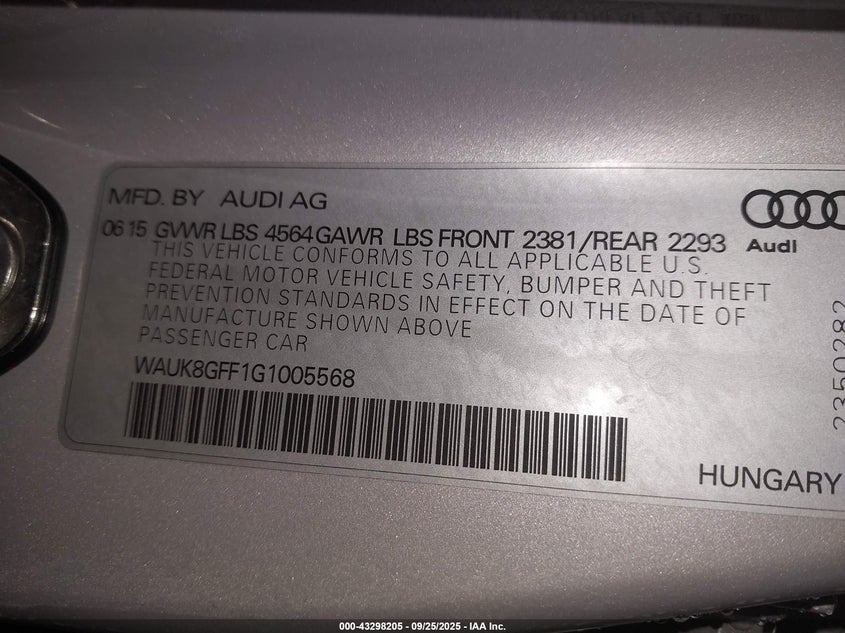 MFD. BY AUDI AG
06 15 GVWR LBS 4564 GAWR LBS FRONT 2381/REAR 2293
Audi
THIS VEHICLE CONFORMS TO ALL APPLICABLE U.S.
FEDERAL MOTOR VEHICLE SAFETY, BUMPER AND THEFT
PREVENTION STANDARDS IN EFFECT ON THE DATE OF
MANUFACTURE SHOWN ABOVE
PASSENGER CAR
WAUK8GFF1G1005568
2350282
HUNGARY
000-43298205 - 09/25/2025 - IAA Inc.